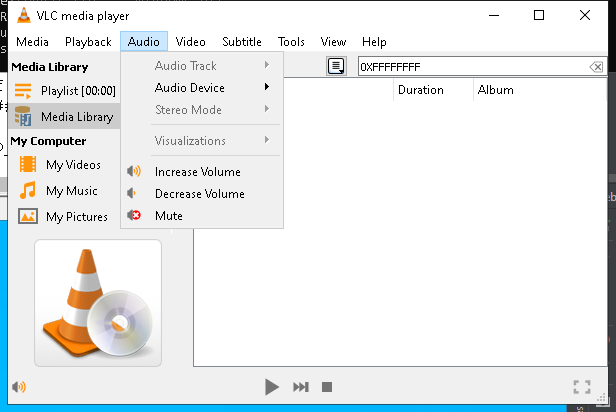 VLC media player
Media Playback Audio Video Subtitle Tools View Help
Media Library
0XFFFFFFFF
Playlist [00:00]
Media Library
Duration Album
My Computer
My Videos
My Music
My Pictures
Audio Track
Audio Device
Stereo Mode
Visualizations
Increase Volume
Decrease Volume
Mute